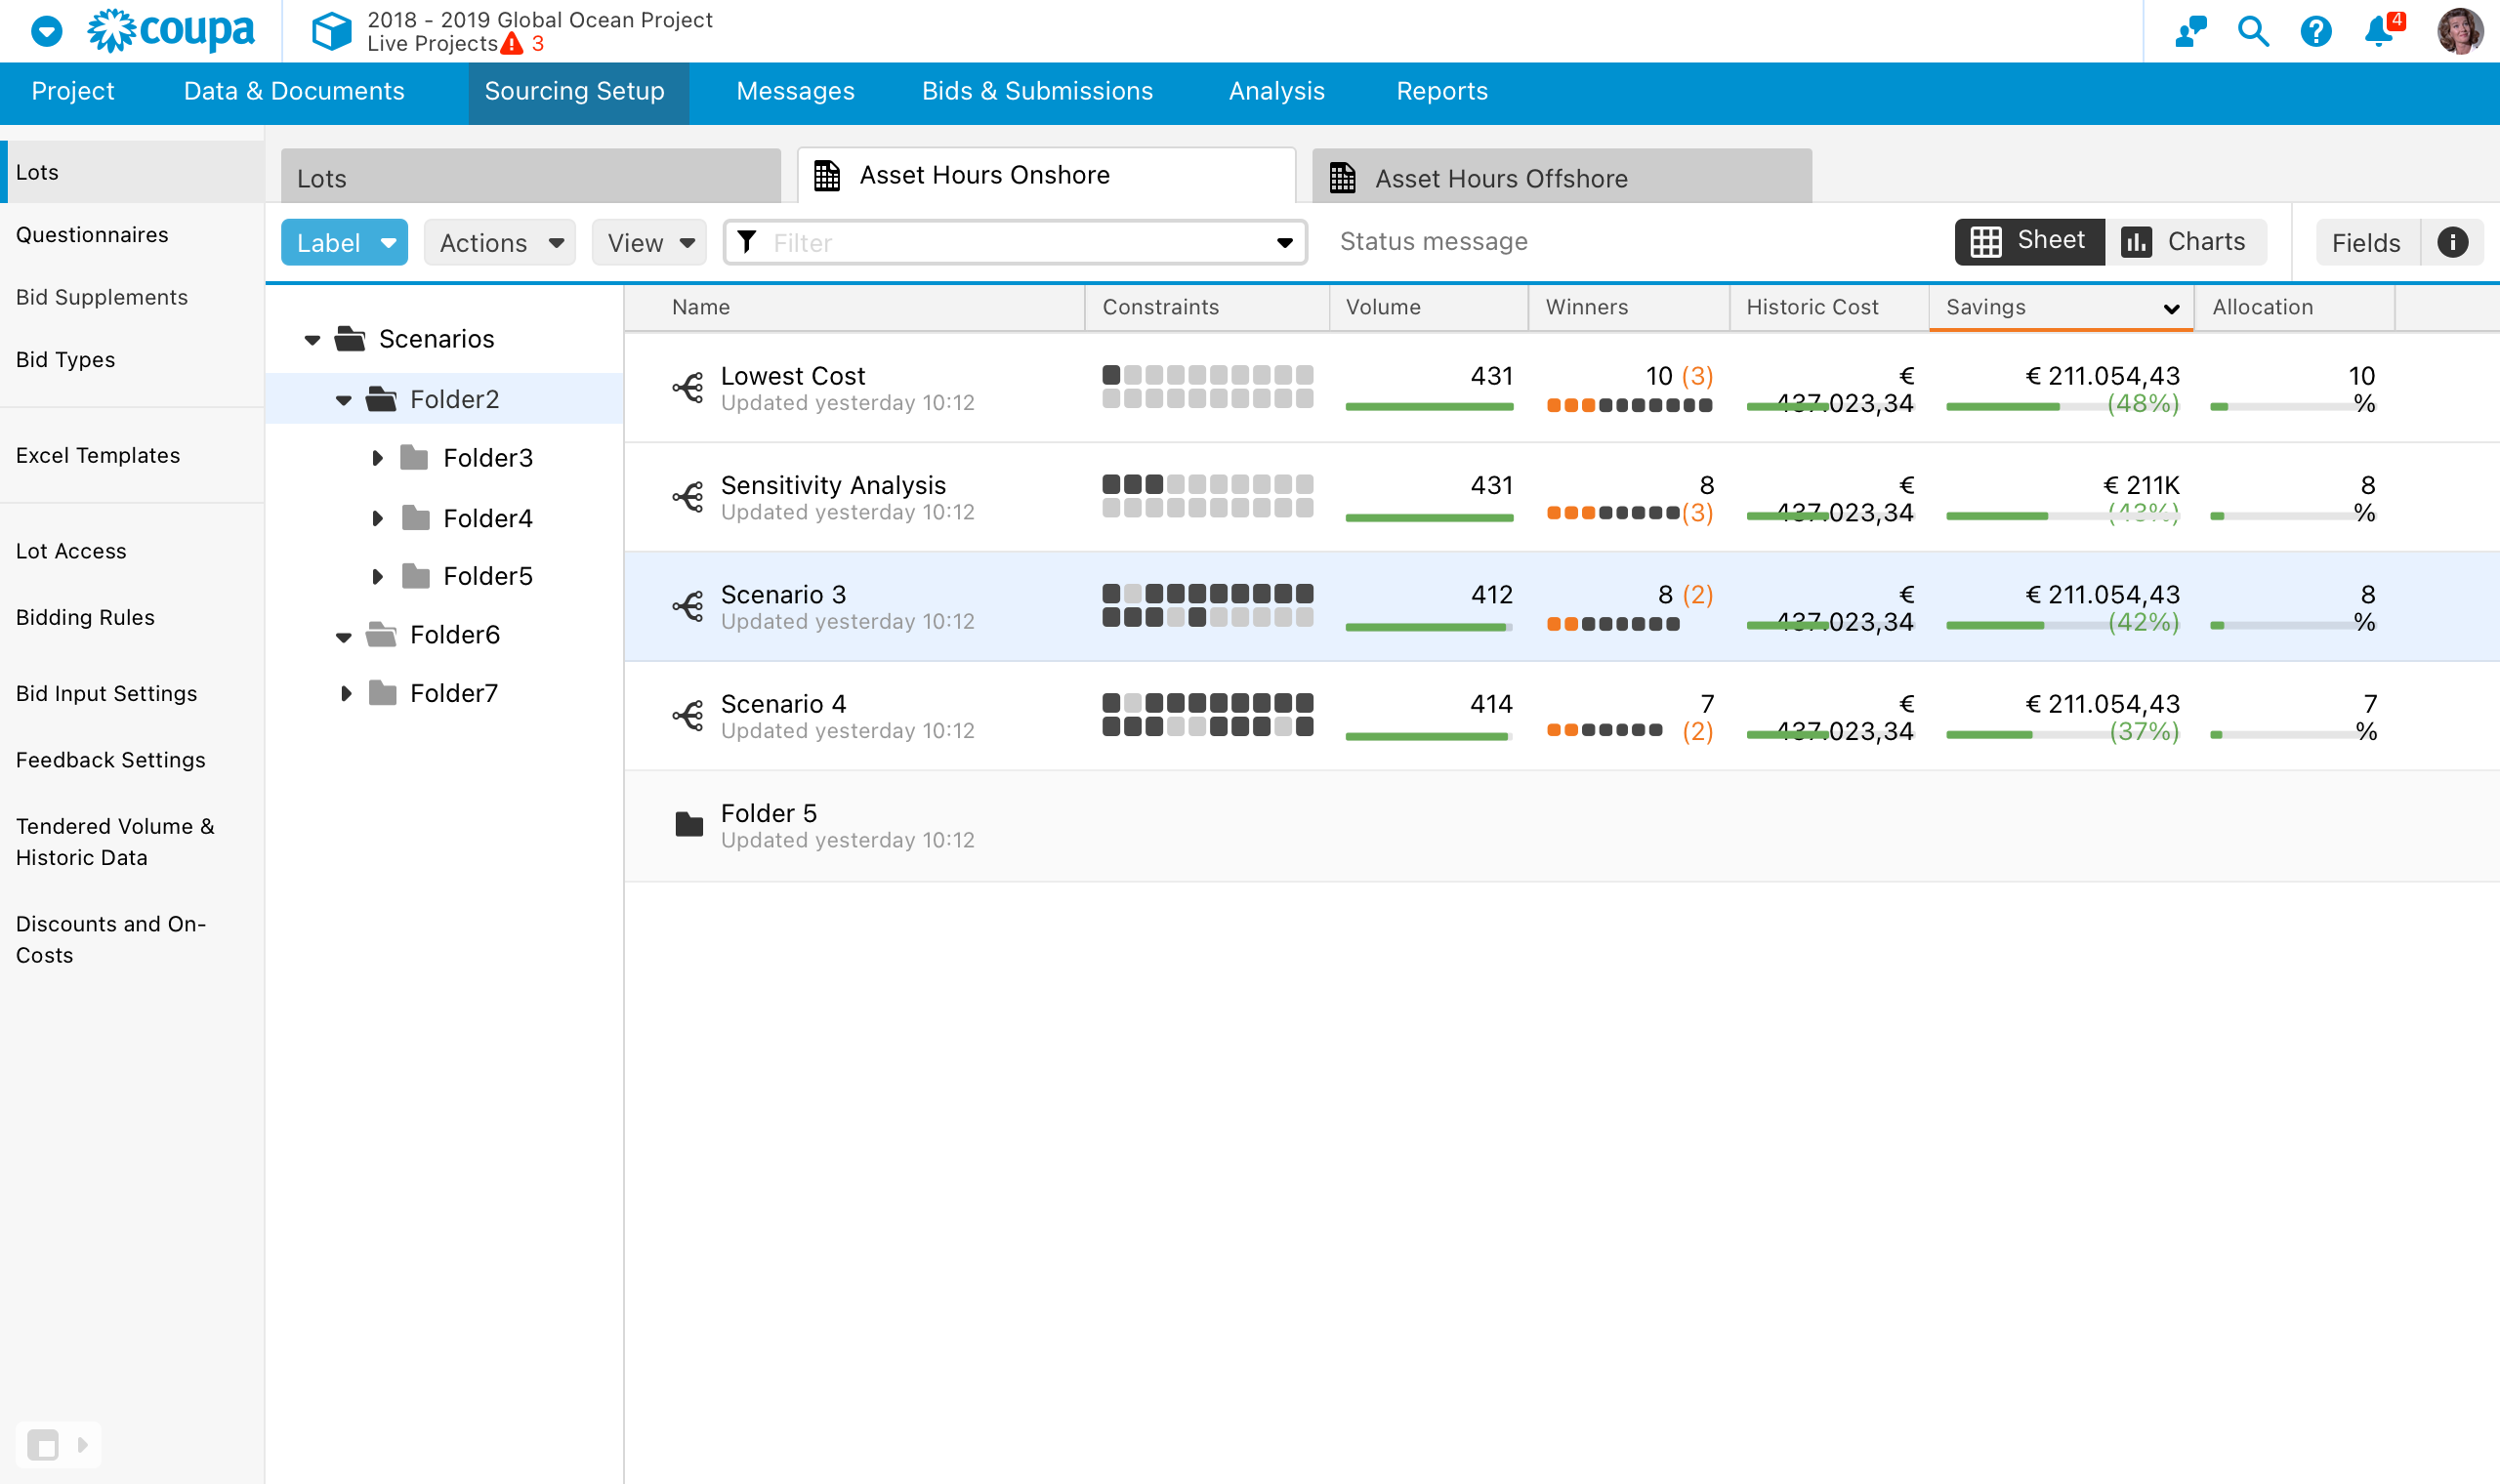 coupa
2018 - 2019 Global Ocean Project
Live Projects 3
4
Project Data & Documents Sourcing Setup Messages Bids & Submissions Analysis Reports
Lots
Questionnaires
Bid Supplements
Bid Types
Excel Templates
Lot Access
Bidding Rules
Bid Input Settings
Feedback Settings
Tendered Volume &
Historic Data
Discounts and On-
Costs
Lots
Asset Hours Onshore
Asset Hours Offshore
Label Actions View Filter Status message Sheet Charts Fields
Scenarios
Folder2
Folder3
Folder4
Folder5
Folder6
Folder7
Name Constraints Volume Winners Historic Cost Savings Allocation
Lowest Cost 431 10 (3) € € 211.054,43 10
Updated yesterday 10:12 437.023,34 (48%) %
Sensitivity Analysis 431 8 € € 211K 8
Updated yesterday 10:12 (3) 437.023,34 (43%) %
Scenario 3 412 8 (2) € € 211.054,43 8
Updated yesterday 10:12 437.023,34 (42%) %
Scenario 4 414 7 € € 211.054,43 7
Updated yesterday 10:12 (2) 437.023,34 (37%) %
Folder 5
Updated yesterday 10:12